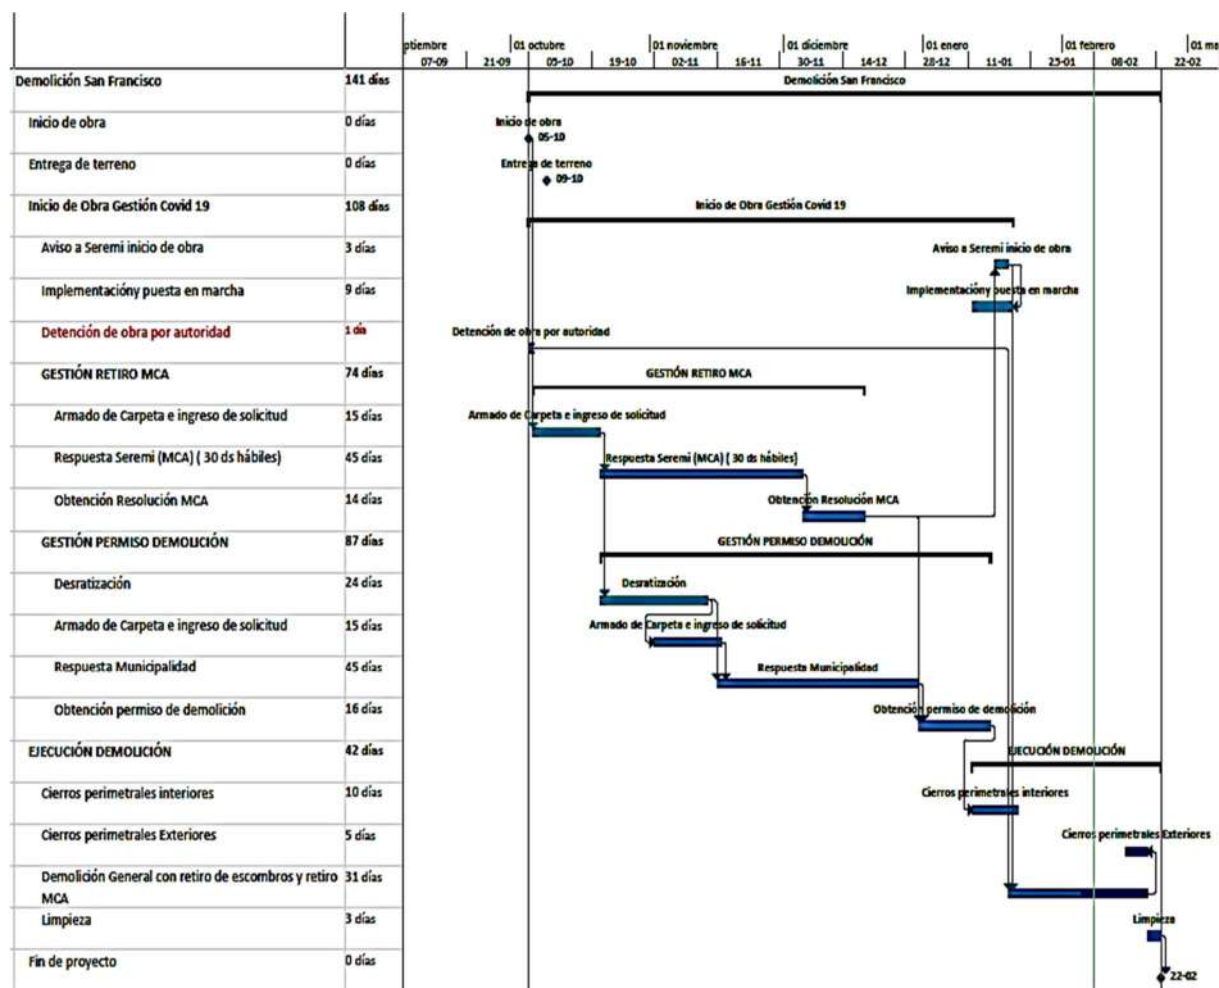 ptiembre 01 octubre 01 noviembre 01 diciembre 01 enero 01 febrero 01 ma
07-09 21-09 05-10 19-10 02-11 16-11 30-11 14-12 28-12 11-01 23-01 08-02 22-02
Demolición San Francisco 141 días Demolición San Francisco
Inicio de obra 0 días Inicio de obra
05-10
Entrega de terreno 0 días Entrega de terreno
09-10
Inicio de Obra Gestión Covid 19 108 días Inicio de Obra Gestión Covid 19
Aviso a Seremi inicio de obra 3 días Aviso a Seremi inicio de obra
Implementacióny puesta en marcha 9 días Implementacióny puesta en marcha
Detención de obra por autoridad 1 día Detención de obra por autoridad
GESTIÓN RETIRO MCA 74 días GESTIÓN RETIRO MCA
Armado de Carpeta e ingreso de solicitud 15 días Armado de Carpeta e ingreso de solicitud
Respuesta Seremi (MCA) ( 30 ds hábiles) 45 días Respuesta Seremi (MCA) ( 30 ds hábiles)
Obtención Resolución MCA 14 días Obtención Resolución MCA
GESTIÓN PERMISO DEMOLICIÓN 87 días GESTIÓN PERMISO DEMOLICIÓN
Desratización 24 días Desratización
Armado de Carpeta e ingreso de solicitud 15 días Armado de Carpeta e ingreso de solicitud
Respuesta Municipalidad 45 días Respuesta Municipalidad
Obtención permiso de demolición 16 días Obtención permiso de demolición
EJECUCIÓN DEMOLICIÓN 42 días EJECUCIÓN DEMOLICIÓN
Cierros perimetrales interiores 10 días Cierros perimetrales interiores
Cierros perimetrales Exteriores 5 días Cierros perimetrales Exteriores
Demolición General con retiro de escombros y retiro 31 días
MCA
Limpieza 3 días Limpieza
Fin de proyecto 0 días
22-02